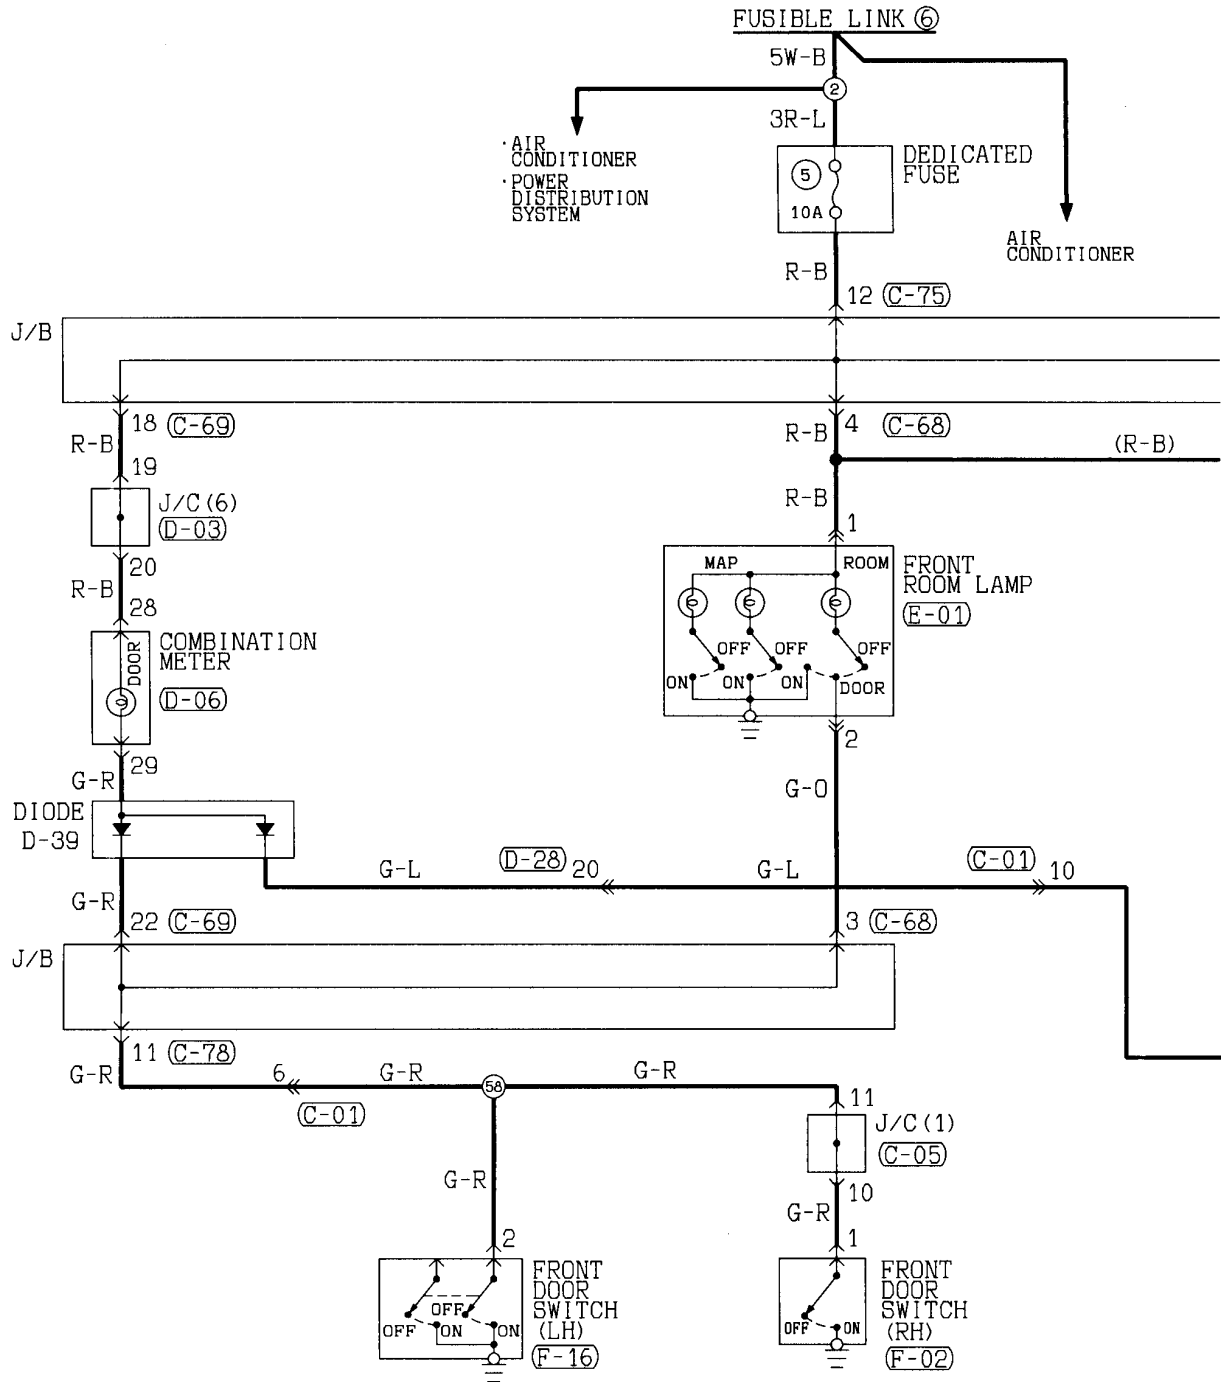 FUSIBLE LINK ⑥
5W-B
②
3R-L
·AIR
CONDITIONER
·POWER
DISTRIBUTION
SYSTEM
⑤
10A
DEDICATED
FUSE
AIR
CONDITIONER
R-B
12 (C-75)
J/B
18 (C-69)
4 (C-68)
R-B
R-B
(R-B)
19
J/C(6)
(D-03)
R-B
1
20
R-B
28
MAP
ROOM
FRONT
ROOM LAMP
(E-01)
DOOR
COMBINATION
METER
(D-06)
OFF
OFF
OFF
ON
ON
ON
DOOR
29
2
G-R
G-O
DIODE
D-39
G-L
(D-28) 20
G-L
(C-01) 10
G-R
22 (C-69)
3 (C-68)
J/B
11 (C-78)
G-R
6
(C-01)
G-R
58
G-R
11
J/C(1)
(C-05)
G-R
10
G-R
2
1
FRONT
DOOR
SWITCH
(LH)
(F-16)
OFF
OFF
ON
ON
FRONT
DOOR
SWITCH
(RH)
(F-02)
OFF
ON